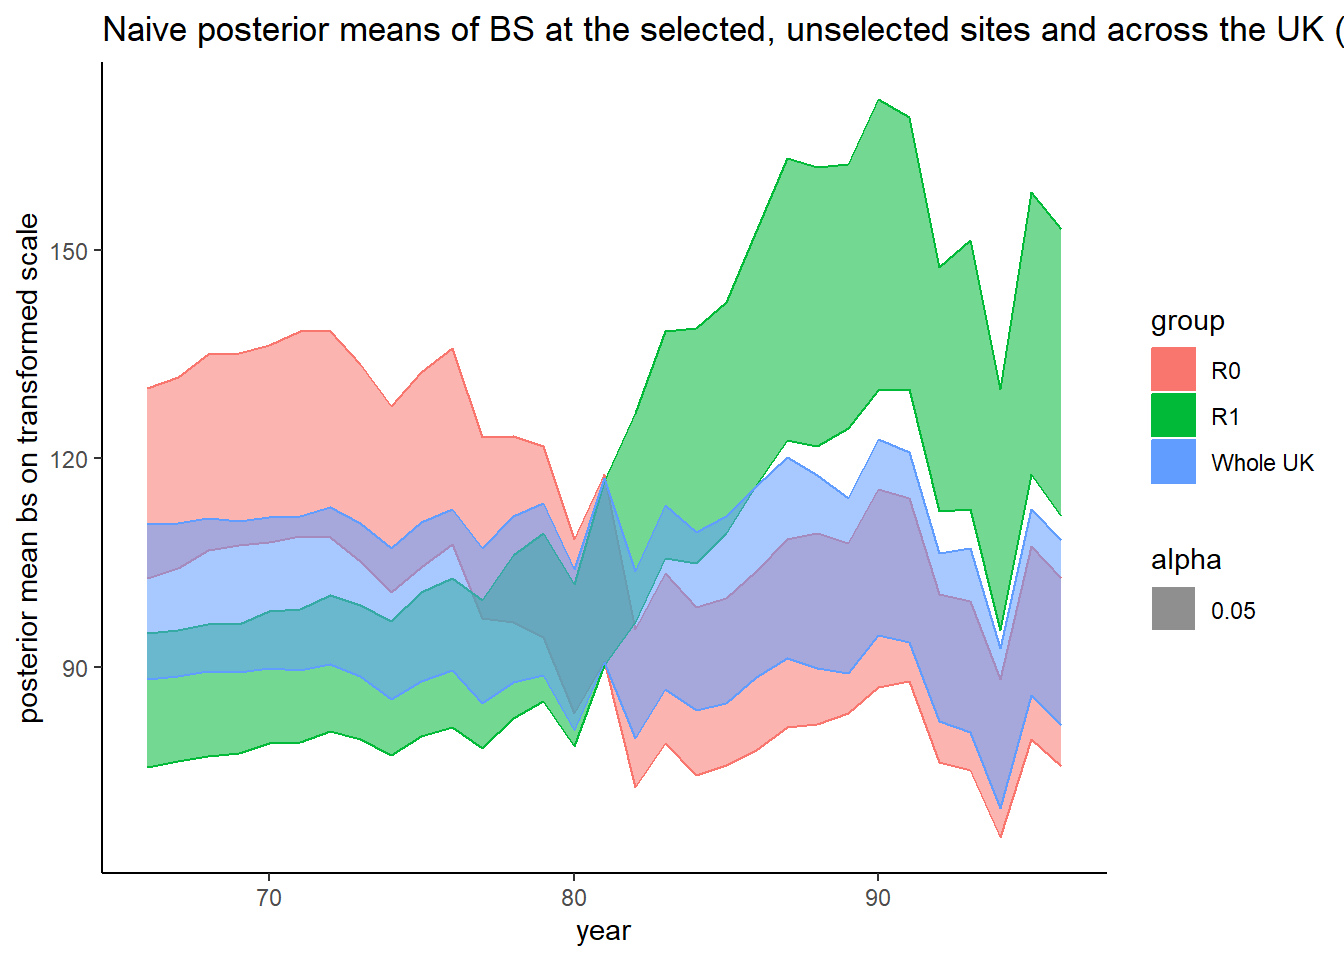 Naive posterior means of BS at the selected, unselected sites and across the UK (
posterior mean bs on transformed scale
150
120
90
70
80
90
year
group
R0
R1
Whole UK
alpha
0.05